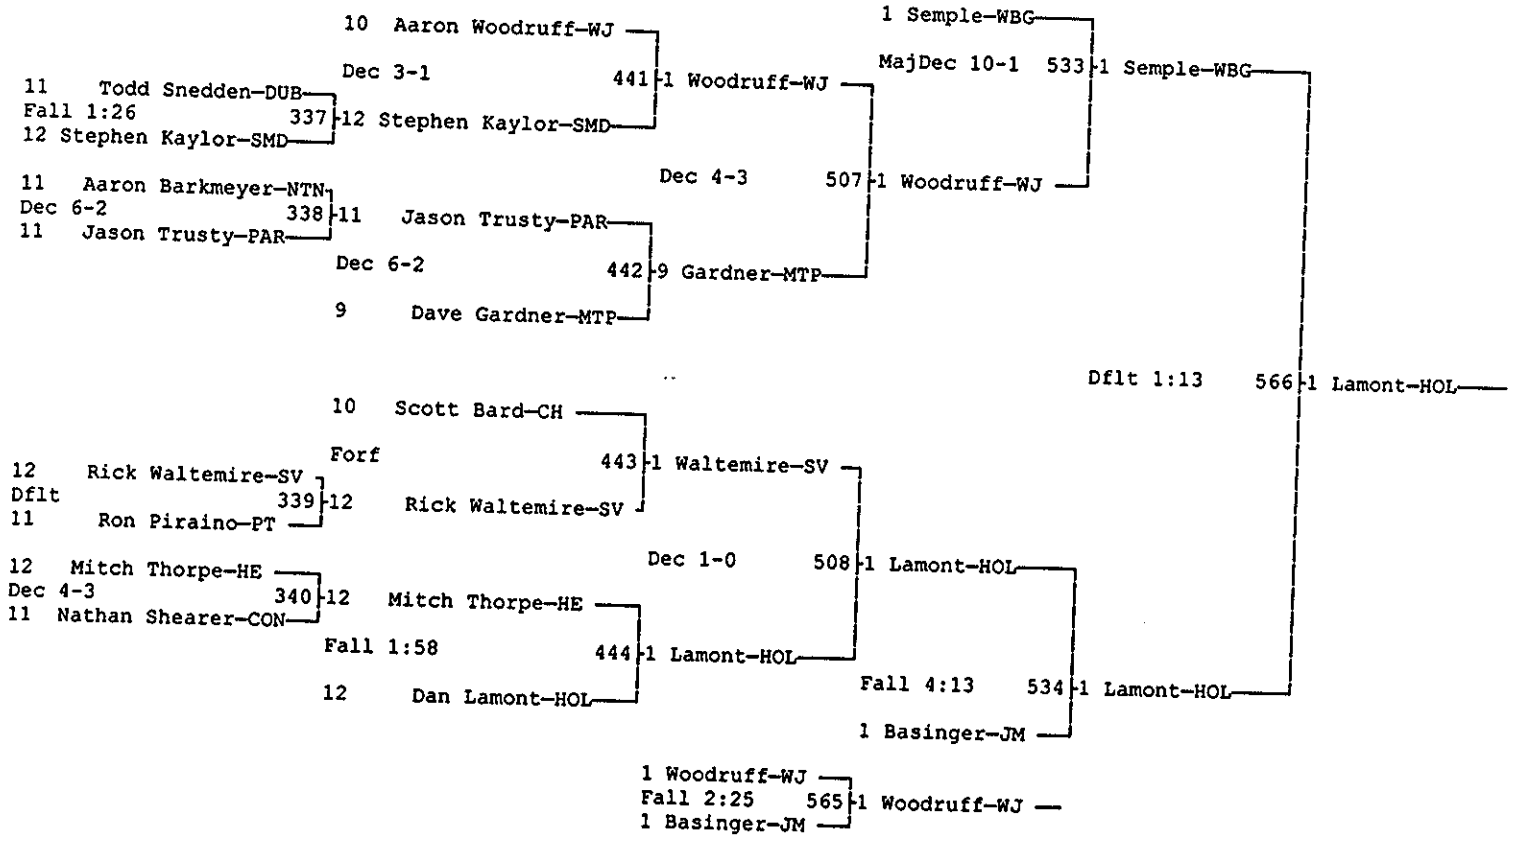 1 Semple-WBG
10 Aaron Woodruff-WJ
MajDec 10-1 533 1 Semple-WBG
Dec 3-1 441 1 Woodruff-WJ
11 Todd Snedden-DUB
Fall 1:26 337 12 Stephen Kaylor-SMD
12 Stephen Kaylor-SMD
Dec 4-3 507 1 Woodruff-WJ
11 Aaron Barkmeyer-NTN
Dec 6-2 338 11 Jason Trusty-PAR
11 Jason Trusty-PAR
Dec 6-2 442 9 Gardner-MTP
9 Dave Gardner-MTP
Dflt 1:13 566 1 Lamont-HOL
10 Scott Bard-CH
Forf 443 1 Waltemire-SV
12 Rick Waltemire-SV
Dflt 339 12 Rick Waltemire-SV
11 Ron Piraino-PT
Dec 1-0 508 1 Lamont-HOL
12 Mitch Thorpe-HE
Dec 4-3 340 12 Mitch Thorpe-HE
11 Nathan Shearer-CON
Fall 1:58 444 1 Lamont-HOL
12 Dan Lamont-HOL
Fall 4:13 534 1 Lamont-HOL
1 Basinger-JM
1 Woodruff-WJ
Fall 2:25 565 1 Woodruff-WJ
1 Basinger-JM